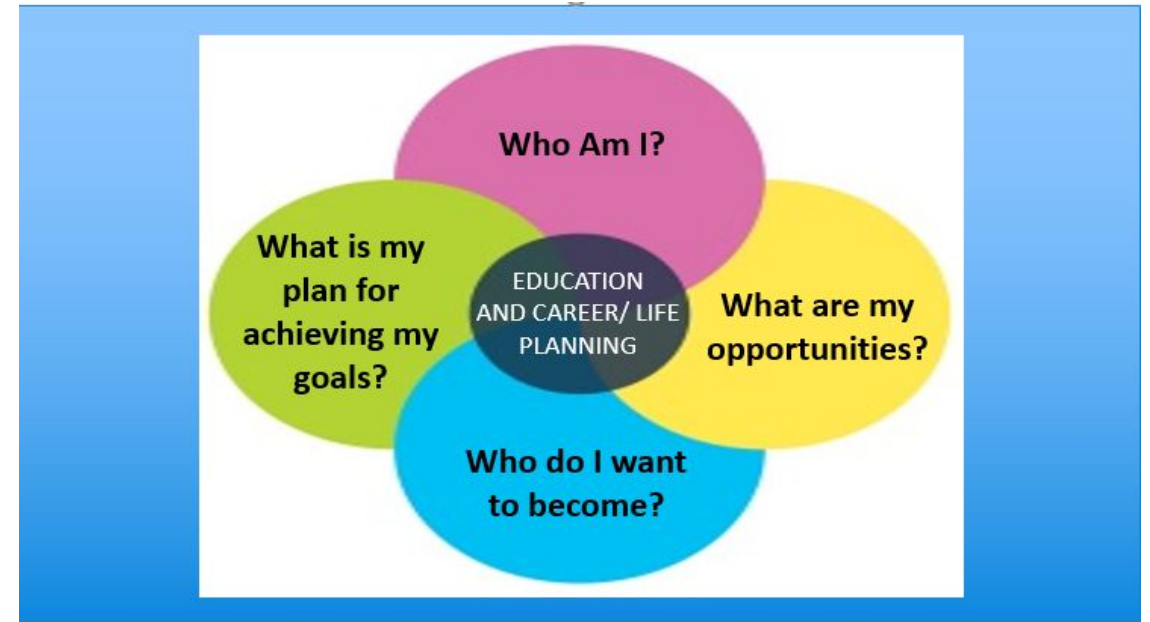 Who Am I?
What is my
plan for
achieving my
goals?
EDUCATION
AND CAREER/ LIFE
PLANNING
What are my
opportunities?
Who do I want
to become?